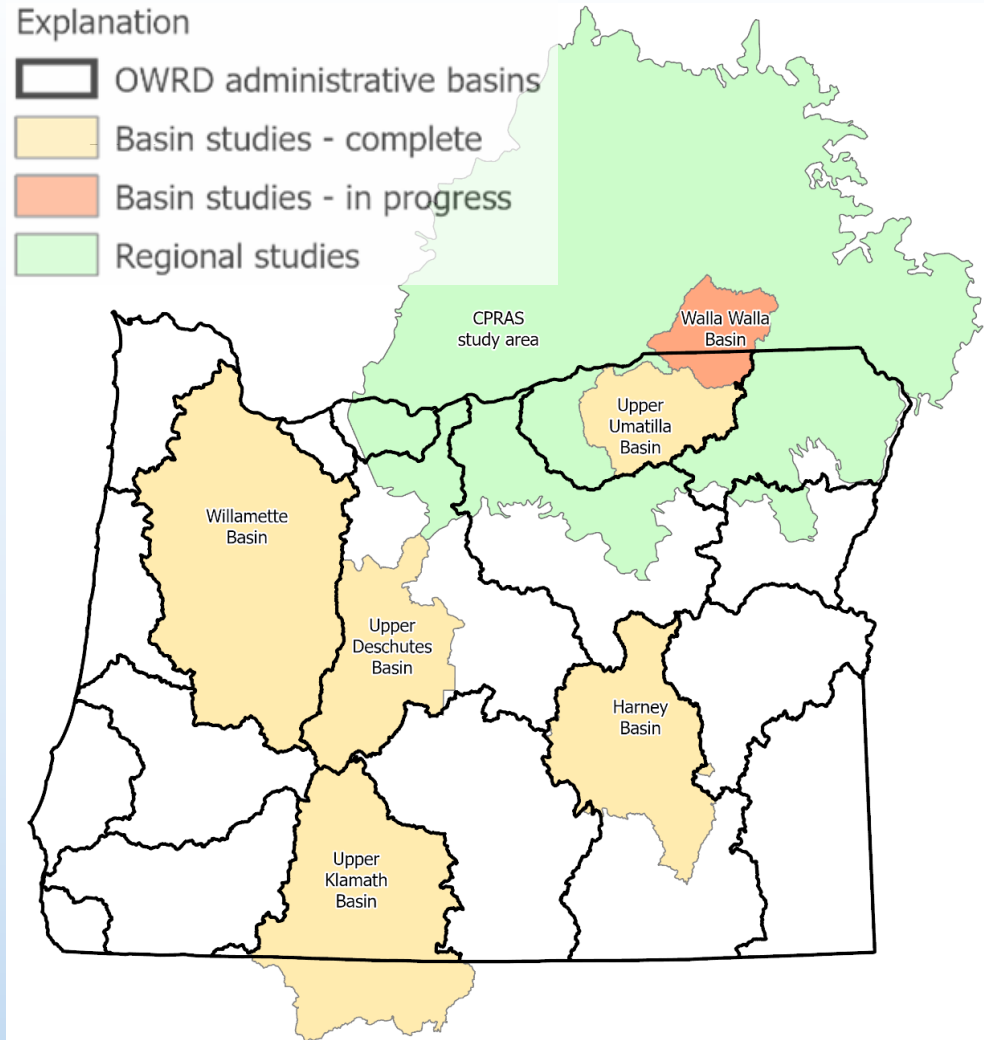 Explanation
OWRD administrative basins
Basin studies - complete
Basin studies - in progress
Regional studies
CPRAS
study area
Walla Walla
Basin
Upper
Umatilla
Basin
Willamette
Basin
Upper
Deschutes
Basin
Harney
Basin
Upper
Klamath
Basin